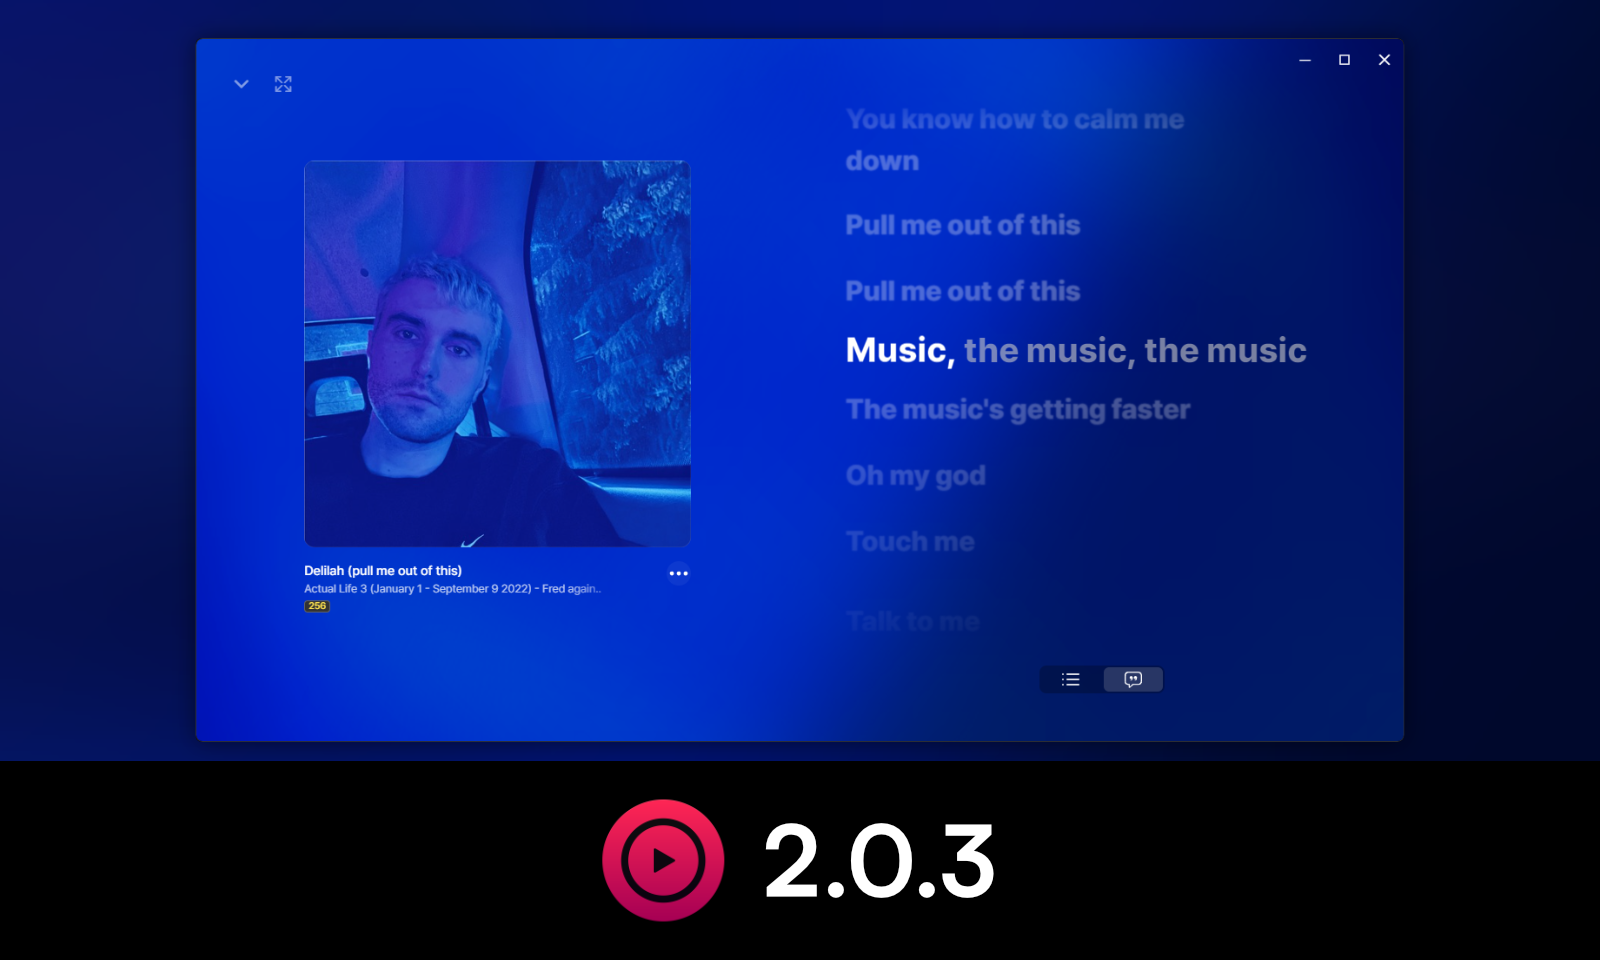 You know how to calm me
down
Pull me out of this
Pull me out of this
Music, the music, the music
The music's getting faster
Oh my god
Touch me
Talk to me
Delilah (pull me out of this)
Actual Life 3 (January 1 - September 9 2022) - Fred again..
256
2.0.3